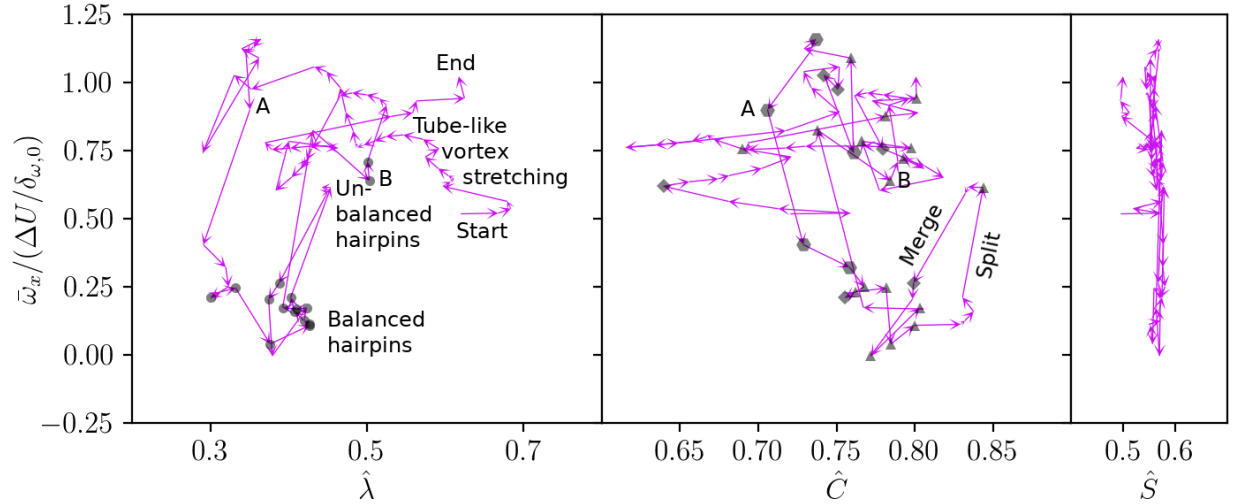 1.25
1.00
0.75
0.50
0.25
0.00
−0.25
ω̄ₓ/(ΔU/δ_{ω,0})
A
B
End
Tube-like
vortex
stretching
Start
Un-
balanced
hairpins
Balanced
hairpins
0.3
0.5
0.7
λ̂
A
B
Merge
Split
0.65
0.70
0.75
0.80
0.85
Ĉ
0.5
0.6
Ŝ